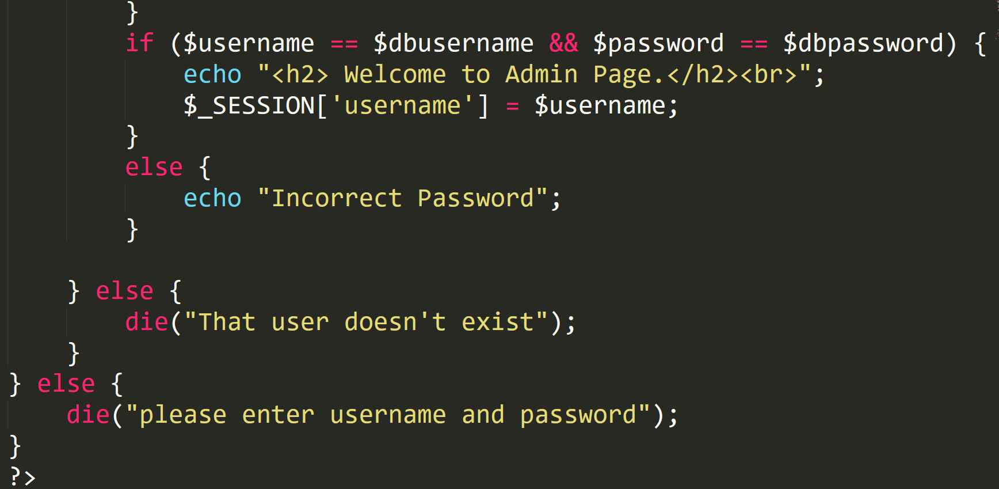 }
if ($username == $dbusername && $password == $dbpassword) {
echo "<h2> Welcome to Admin Page.</h2><br>";
$_SESSION['username'] = $username;
}
else {
echo "Incorrect Password";
}
} else {
die("That user doesn't exist");
}
} else {
die("please enter username and password");
}
?>